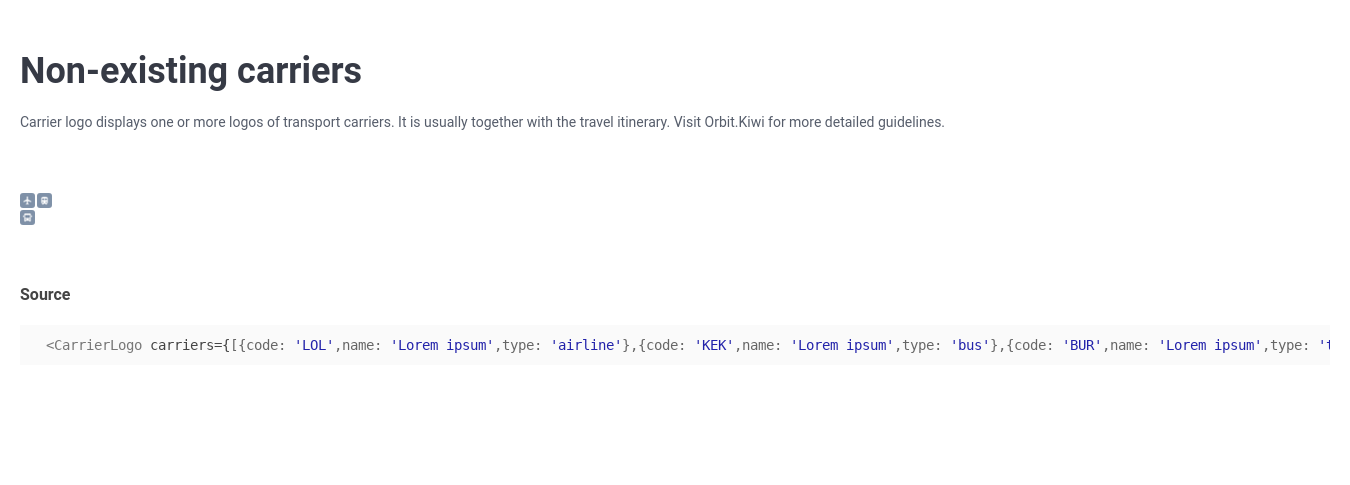 Non-existing carriers
Carrier logo displays one or more logos of transport carriers. It is usually together with the travel itinerary. Visit Orbit.Kiwi for more detailed guidelines.
Source
<CarrierLogo carriers={[{code: 'LOL',name: 'Lorem ipsum',type: 'airline'},{code: 'KEK',name: 'Lorem ipsum',type: 'bus'},{code: 'BUR',name: 'Lorem ipsum',type: 't